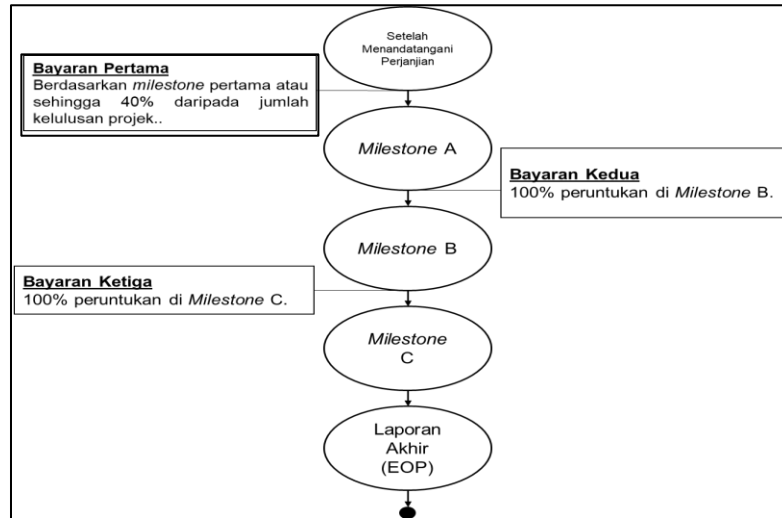 Setelah
Menandatangani
Perjanjian
Bayaran Pertama
Berdasarkan milestone pertama atau
sehingga 40% daripada jumlah
kelulusan projek..
Milestone A
Bayaran Kedua
100% peruntukan di Milestone B.
Milestone B
Bayaran Ketiga
100% peruntukan di Milestone C.
Milestone
C
Laporan
Akhir
(EOP)